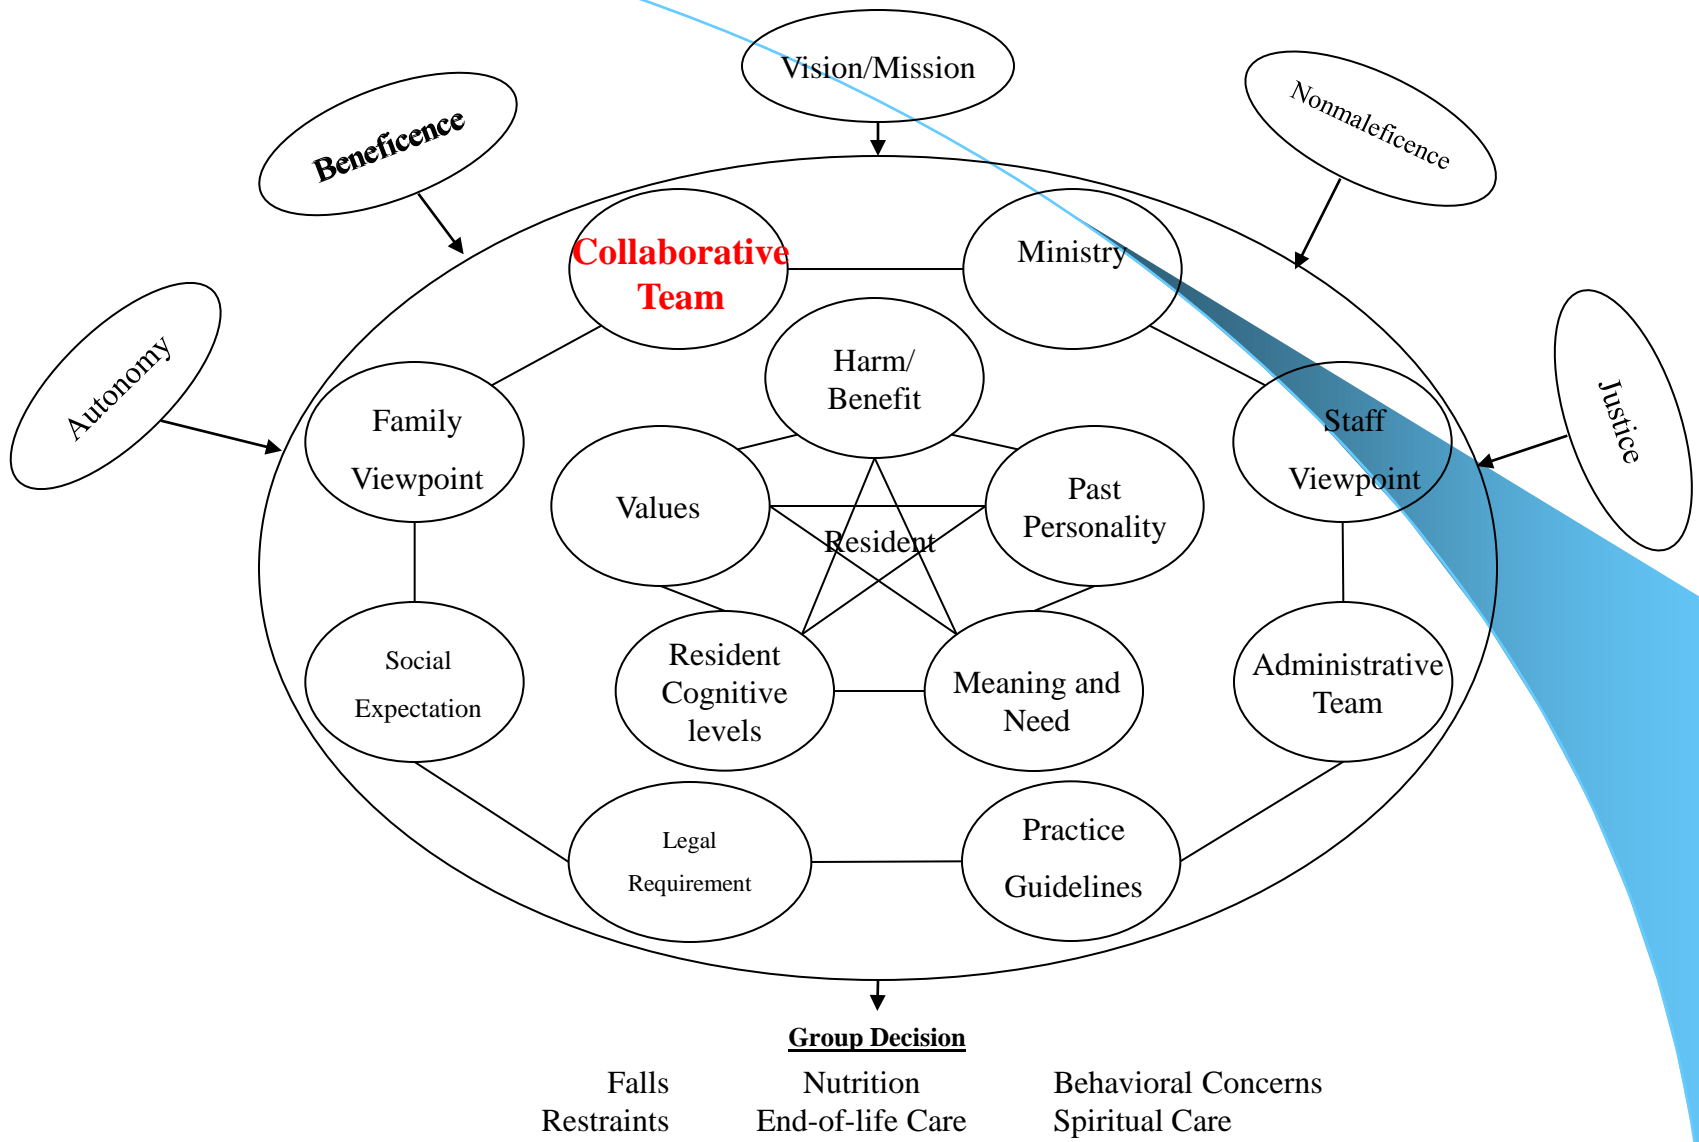 Vision/Mission
Beneficence
Nonmaleficence
Autonomy
Justice
Collaborative
Team
Ministry
Harm/
Benefit
Family
Viewpoint
Staff
Viewpoint
Values
Past
Personality
Resident
Social
Expectation
Resident
Cognitive
levels
Meaning and
Need
Administrative
Team
Legal
Requirement
Practice
Guidelines
Group Decision
Falls Nutrition Behavioral Concerns
Restraints End-of-life Care Spiritual Care